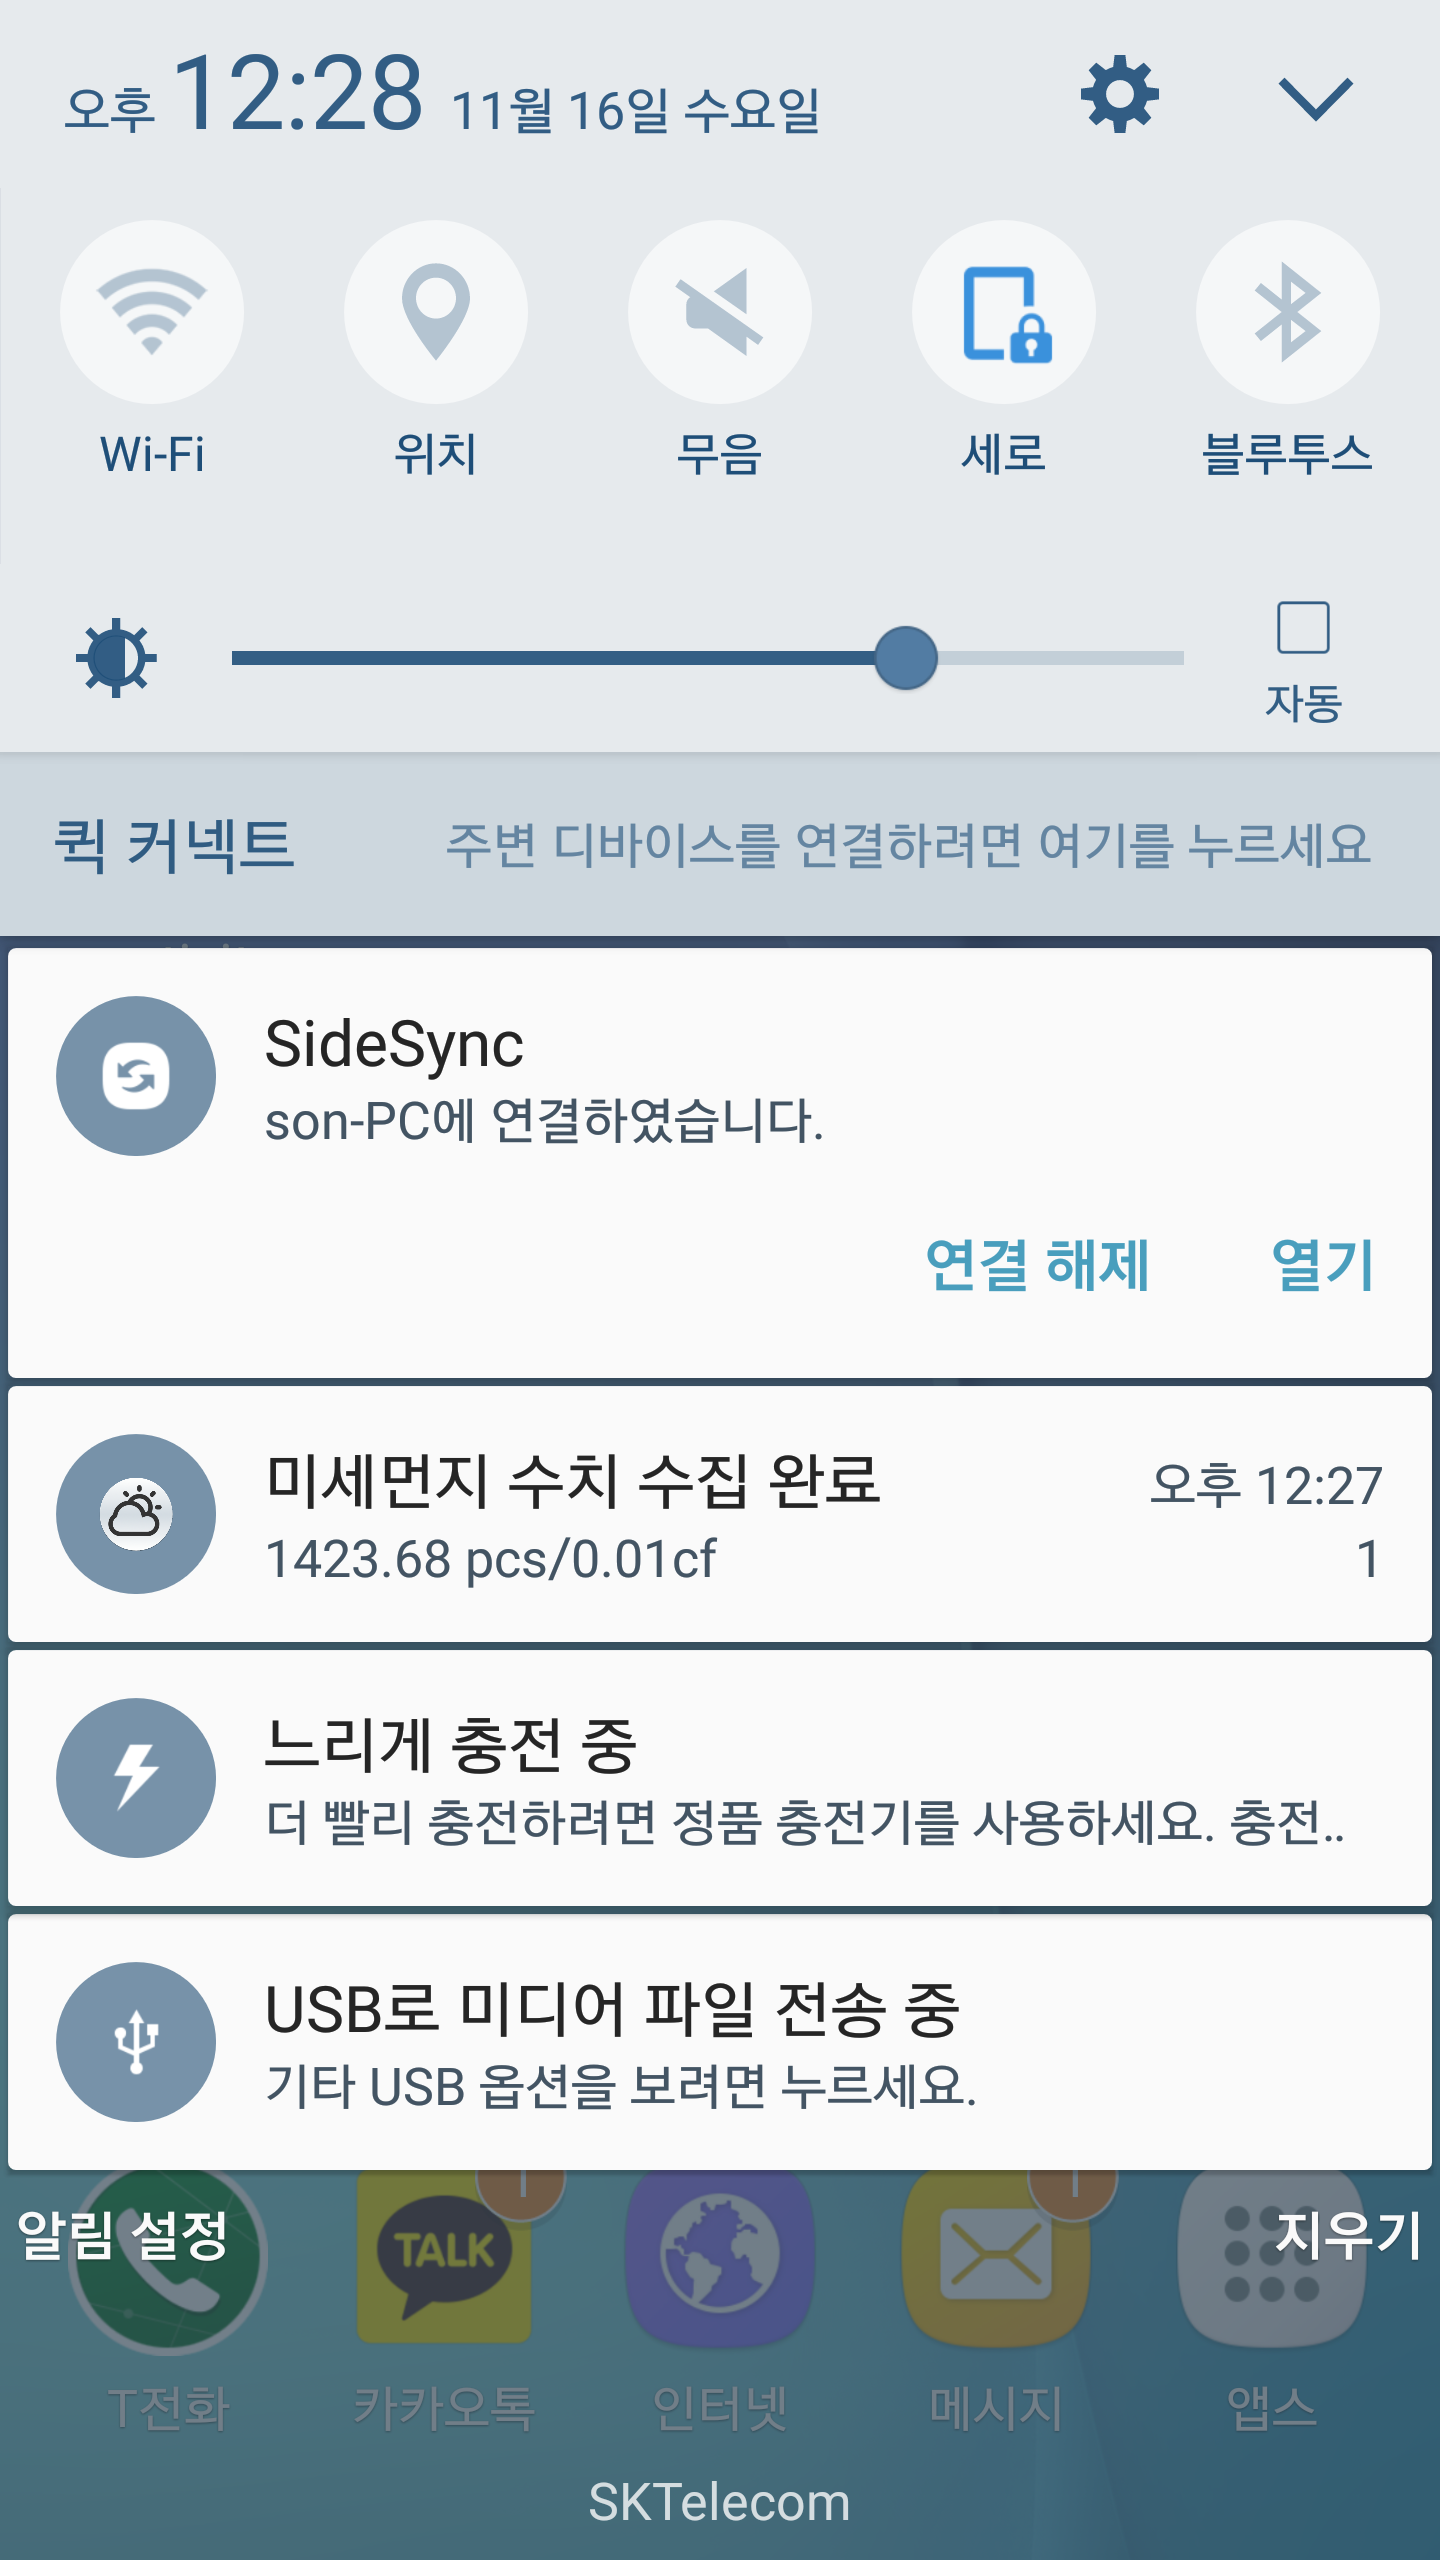 오후 12:28 11월 16일 수요일
Wi-Fi 위치 무음 세로 블루투스
자동
퀵 커넥트 주변 디바이스를 연결하려면 여기를 누르세요
SideSync
son-PC에 연결하였습니다.
연결 해제 열기
미세먼지 수치 수집 완료 오후 12:27
1423.68 pcs/0.01cf 1
느리게 충전 중
더 빨리 충전하려면 정품 충전기를 사용하세요. 충전..
USB로 미디어 파일 전송 중
기타 USB 옵션을 보려면 누르세요.
알림 설정 지우기
TALK
T전화 카카오톡 인터넷 메시지 앱스
SKTelecom